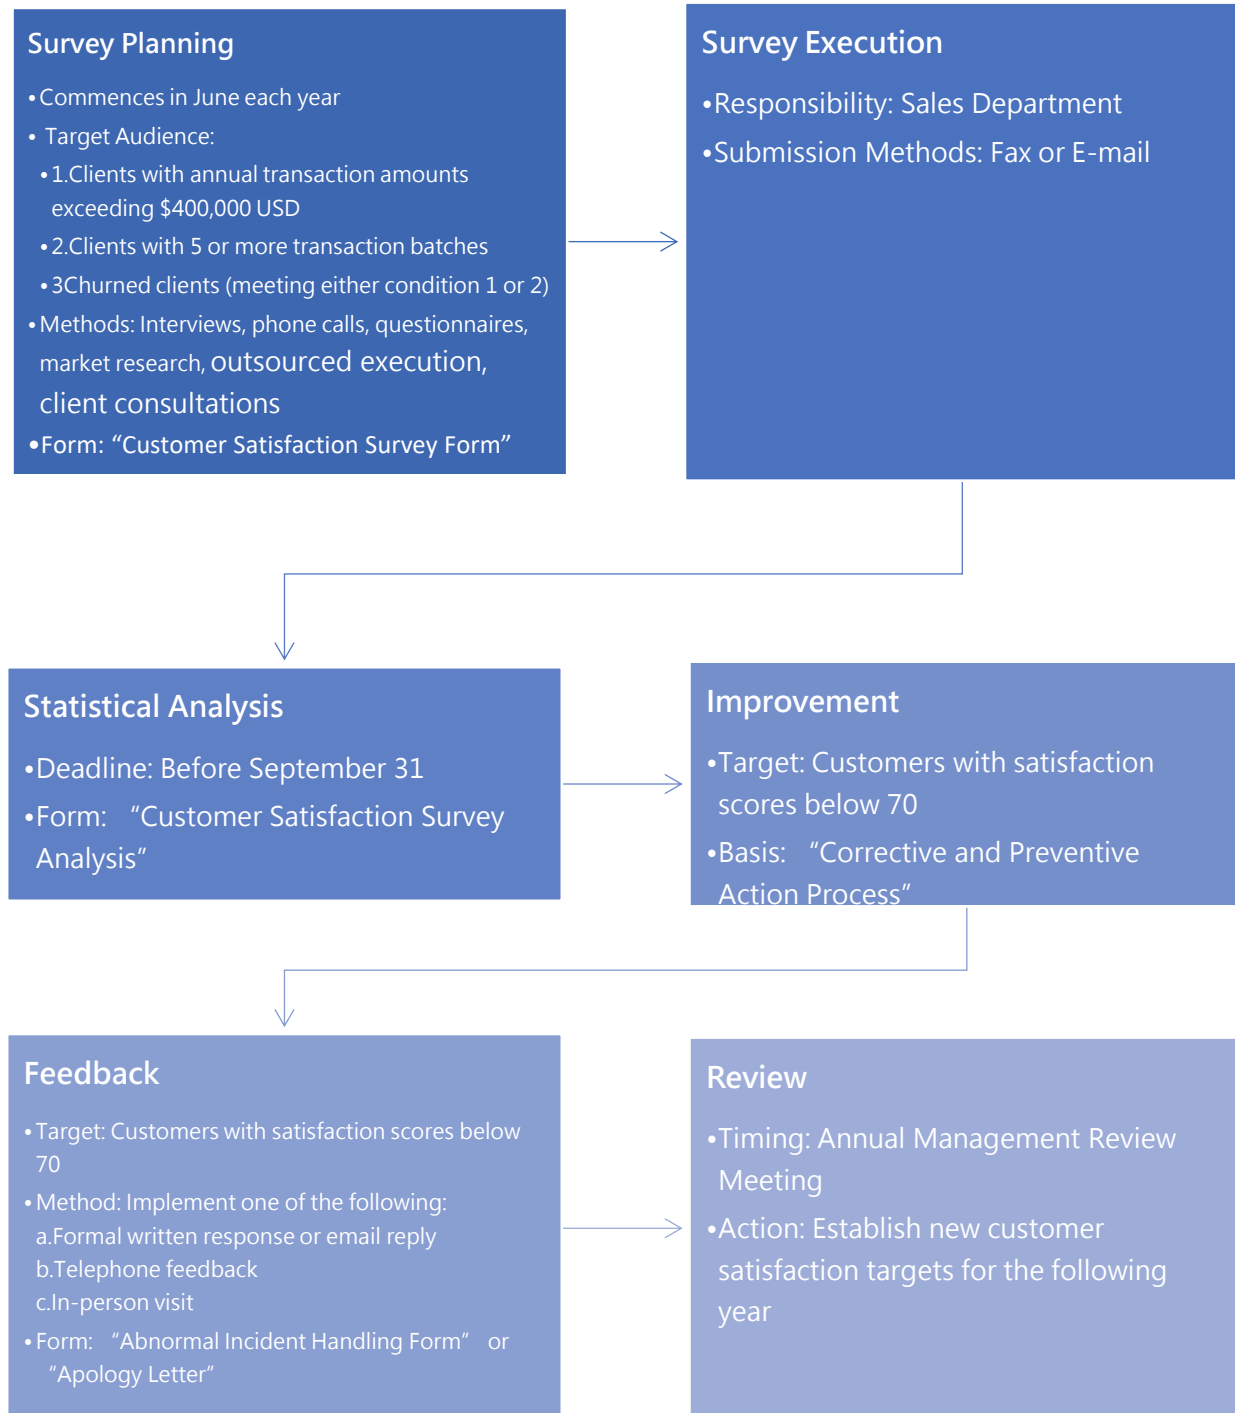 Survey Planning
•Commences in June each year
• Target Audience:
•1.Clients with annual transaction amounts
exceeding $400,000 USD
•2.Clients with 5 or more transaction batches
•3Churned clients (meeting either condition 1 or 2)
•Methods: Interviews, phone calls, questionnaires,
market research, outsourced execution,
client consultations
•Form: “Customer Satisfaction Survey Form”
Survey Execution
•Responsibility: Sales Department
•Submission Methods: Fax or E-mail
Statistical Analysis
•Deadline: Before September 31
•Form: “Customer Satisfaction Survey
Analysis”
Improvement
•Target: Customers with satisfaction
scores below 70
•Basis: “Corrective and Preventive
Action Process”
Feedback
•Target: Customers with satisfaction scores below
70
•Method: Implement one of the following:
a.Formal written response or email reply
b.Telephone feedback
c.In-person visit
•Form: “Abnormal Incident Handling Form” or
“Apology Letter”
Review
•Timing: Annual Management Review
Meeting
•Action: Establish new customer
satisfaction targets for the following
year